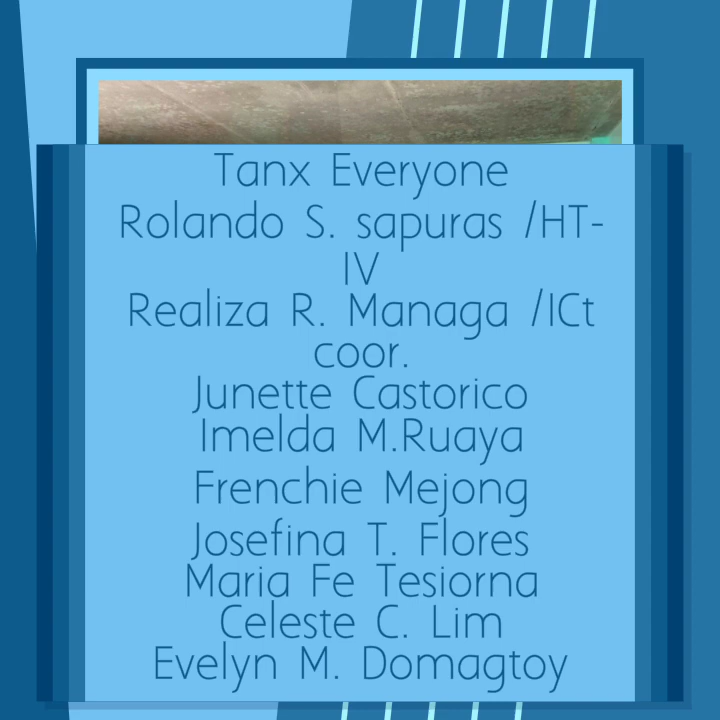 Tanx Everyone
Rolando S. sapuras /HT-
IV
Realiza R. Managa /ICt
coor.
Junette Castorico
Imelda M.Ruaya
Frenchie Mejong
Josefina T. Flores
Maria Fe Tesiorna
Celeste C. Lim
Evelyn M. Domagtoy